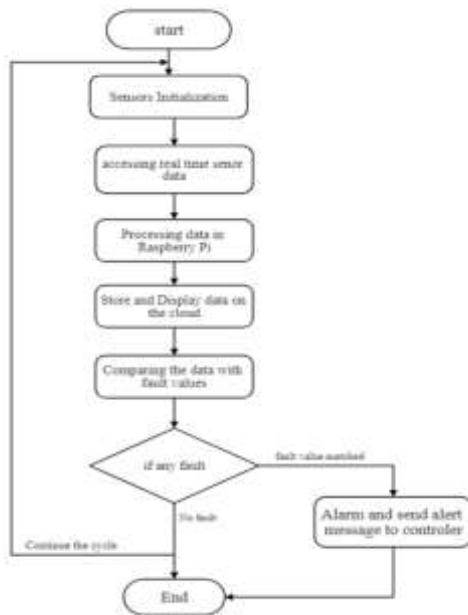 start
Sensors Initialization
accessing real time senor
data
Processing data in
Raspberry Pi
Store and Display data on
the cloud
Comparing the data with
fault values
if any fault
fault value matched
No fault
Alarm and send alert
message to controler
Continue the cycle
End